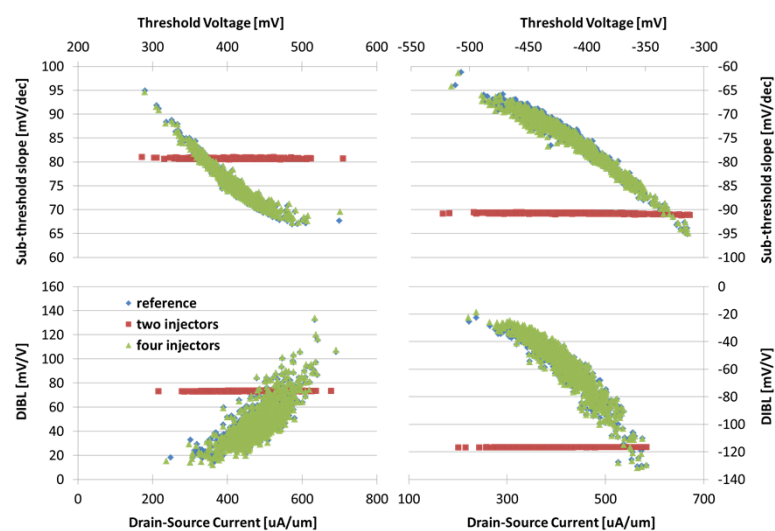 Threshold Voltage [mV]
Threshold Voltage [mV]
200 300 400 500 600
-550 -500 -450 -400 -350 -300
Sub-threshold slope [mV/dec]
100
95
90
85
80
75
70
65
60
-60
-65
-70
-75
-80
-85
-90
-95
-100
Sub-threshold slope [mV/dec]
DIBL [mV/V]
160
140
120
100
80
60
40
20
0
reference
two injectors
four injectors
0
-20
-40
-60
-80
-100
-120
-140
DIBL [mV/V]
0 200 400 600 800
100 300 500 700
Drain-Source Current [uA/um]
Drain-Source Current [uA/um]